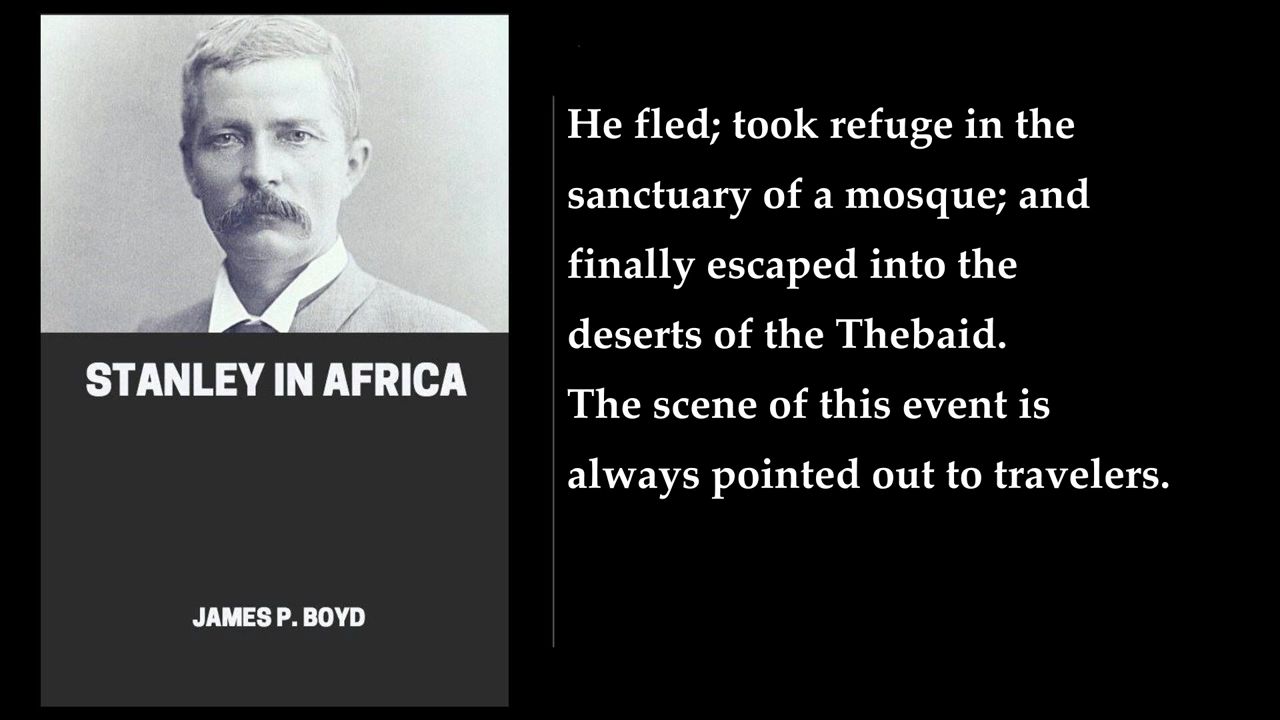 STANLEY IN AFRICA
JAMES P. BOYD
He fled; took refuge in the
sanctuary of a mosque; and
finally escaped into the
deserts of the Thebaid.
The scene of this event is
always pointed out to travelers.